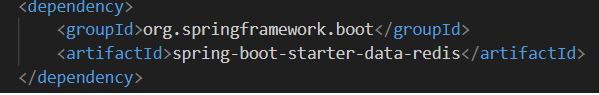 <dependency>
<groupId>org.springframework.boot</groupId>
<artifactId>spring-boot-starter-data-redis</artifactId>
</dependency>